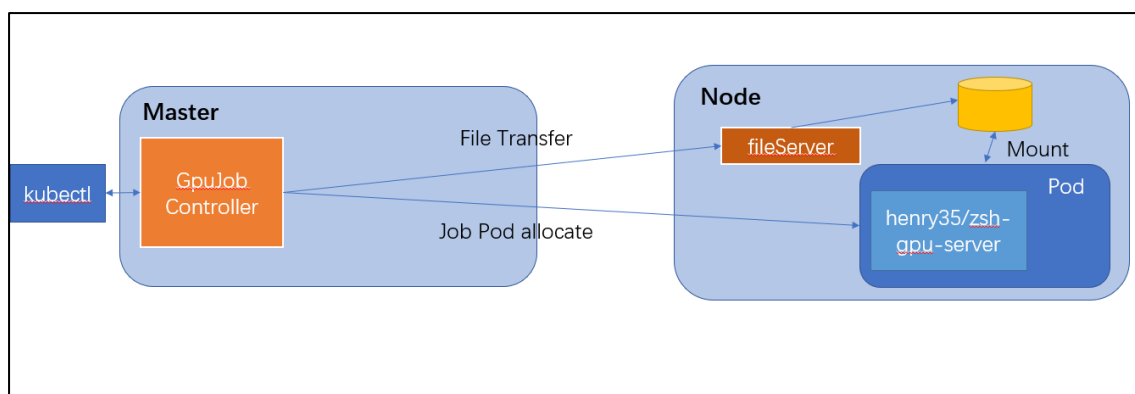 Master
Node
File Transfer
fileServer
Mount
kubectl
GpuJob
Controller
Pod
henry35/zsh-
gpu-server
Job Pod allocate